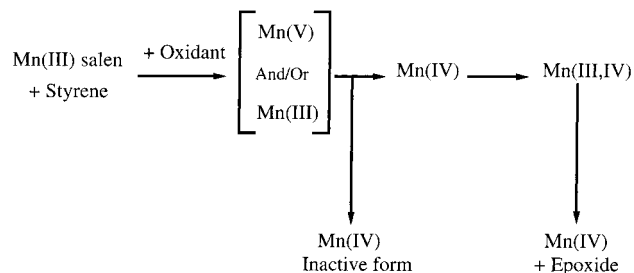 Mn(III) salen
+ Styrene
+ Oxidant
Mn(V)
And/Or
Mn(III)
Mn(IV)
Mn(III,IV)
Mn(IV)
Inactive form
Mn(IV)
+ Epoxide